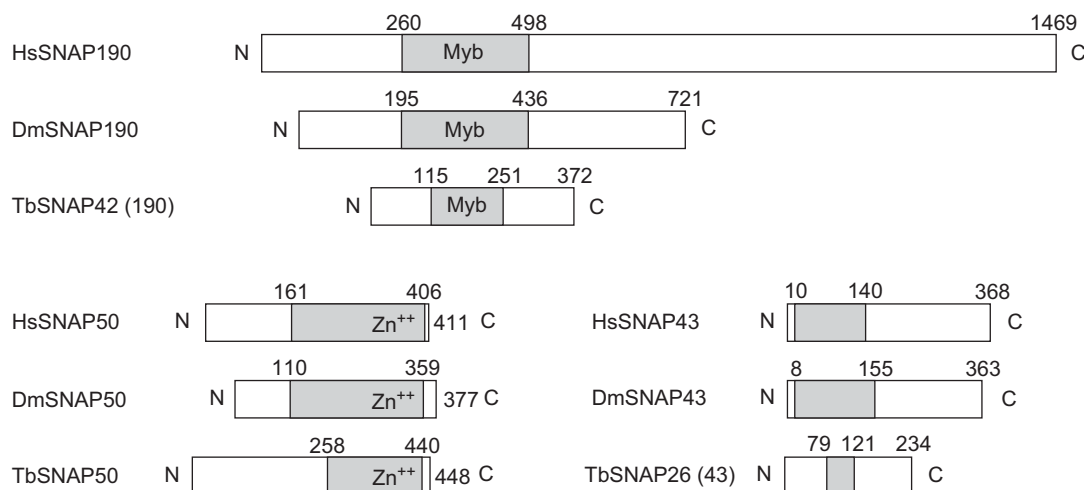 260 498 1469
HsSNAP190 N Myb C
195 436 721
DmSNAP190 N Myb C
115 251 372
TbSNAP42 (190) N Myb C
161 406
HsSNAP50 N Zn⁺⁺ 411 C
110 359
DmSNAP50 N Zn⁺⁺ 377 C
258 440
TbSNAP50 N Zn⁺⁺ 448 C
10 140 368
HsSNAP43 N C
8 155 363
DmSNAP43 N C
79 121 234
TbSNAP26 (43) N C